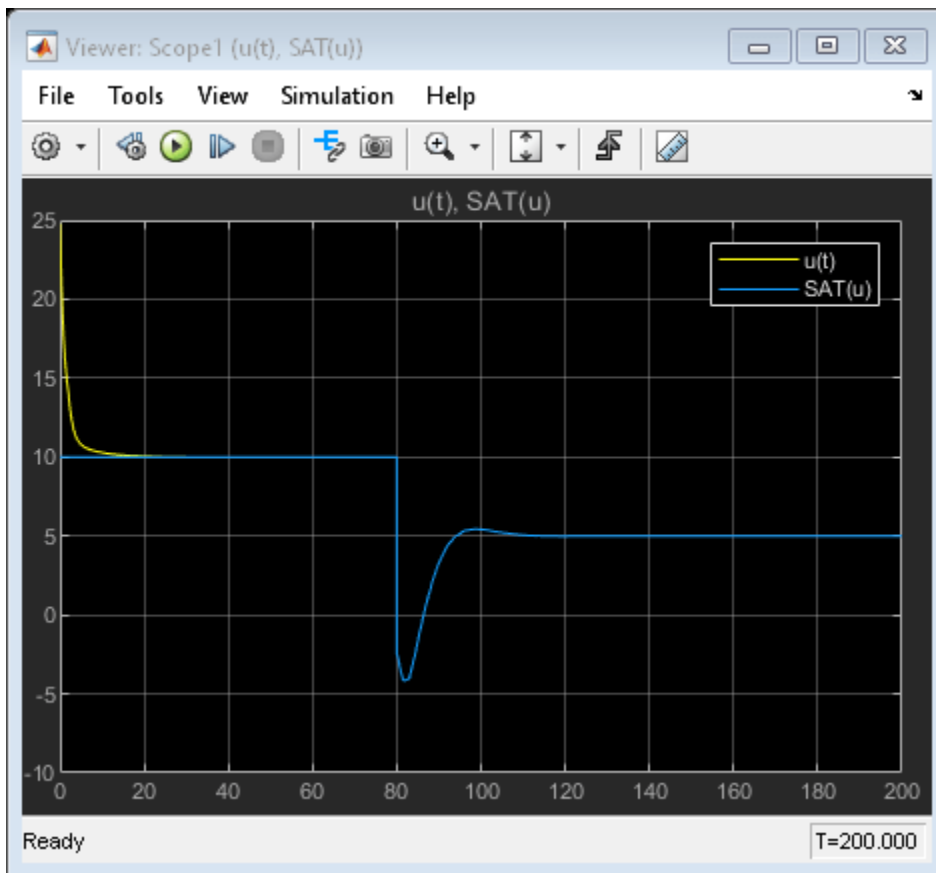 Viewer: Scope1 (u(t), SAT(u))
File Tools View Simulation Help
u(t), SAT(u)
25
20
15
10
5
0
-5
-10
u(t)
SAT(u)
0 20 40 60 80 100 120 140 160 180 200
Ready T=200.000